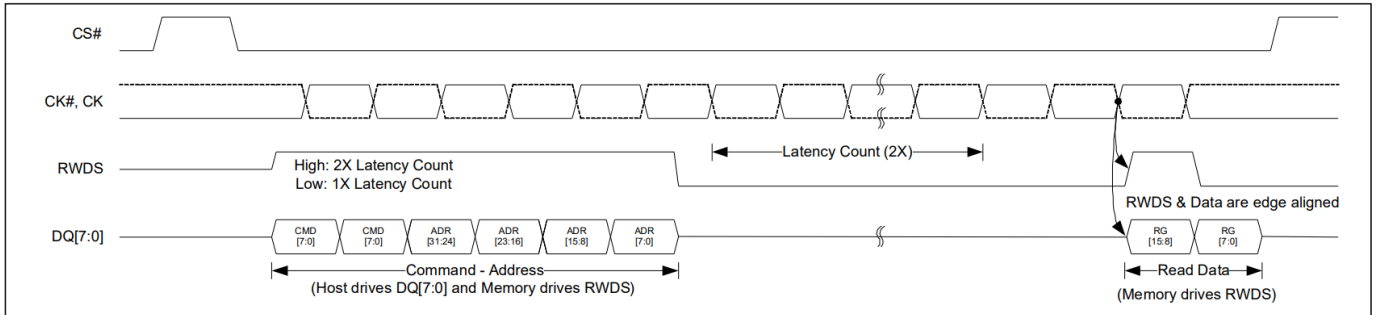 CS#
CK#, CK
Latency Count (2X)
RWDS
High: 2X Latency Count
Low: 1X Latency Count
RWDS & Data are edge aligned
DQ[7:0]
CMD
[7:0]
CMD
[7:0]
ADR
[31:24]
ADR
[23:16]
ADR
[15:8]
ADR
[7:0]
RG
[15:8]
RG
[7:0]
Command - Address
(Host drives DQ[7:0] and Memory drives RWDS)
Read Data
(Memory drives RWDS)